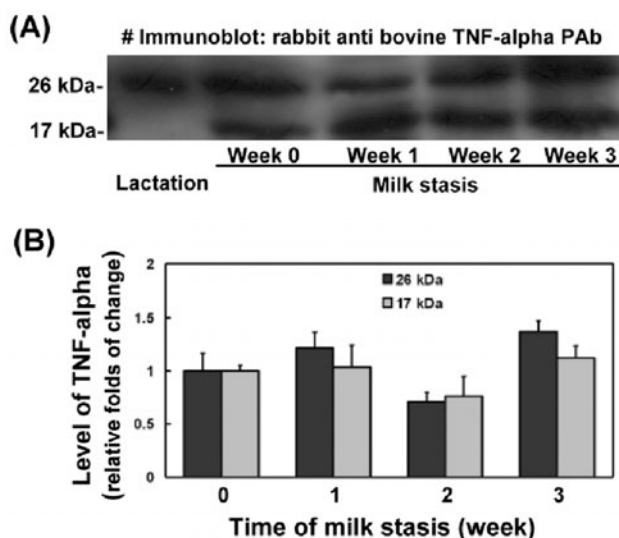 (A)
# Immunoblot: rabbit anti bovine TNF-alpha PAb
26 kDa-
17 kDa-
Week 0 Week 1 Week 2 Week 3
Lactation Milk stasis
(B)
Level of TNF-alpha
(relative folds of change)
2
1.5
1
0.5
0
26 kDa
17 kDa
0 1 2 3
Time of milk stasis (week)